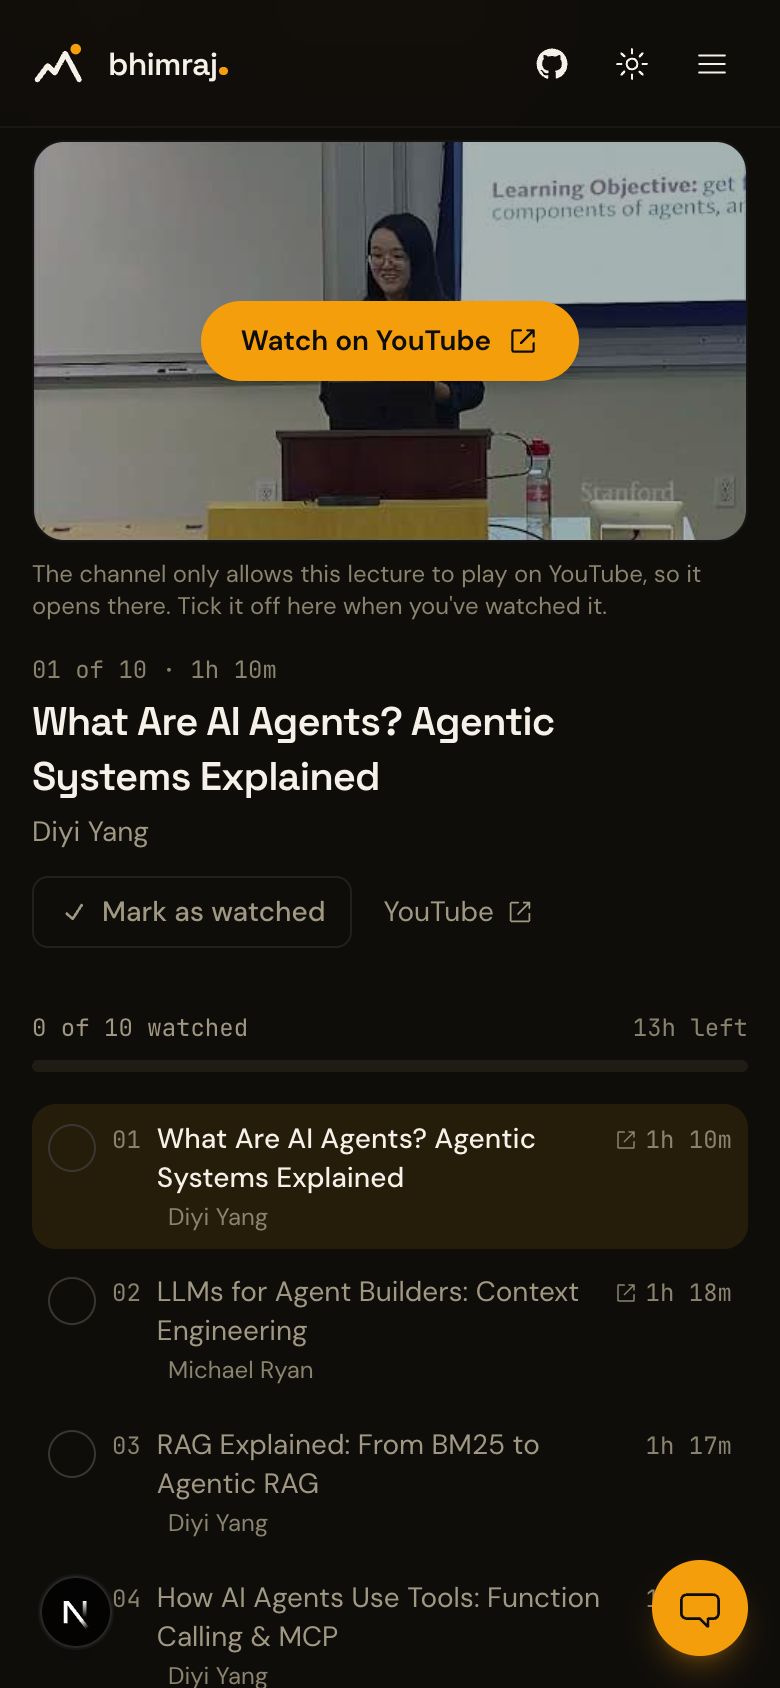 bhimraj.
Learning Objective: get
components of agents,
Watch on YouTube
Stanford
The channel only allows this lecture to play on YouTube, so it
opens there. Tick it off here when you've watched it.
01 of 10 · 1h 10m
What Are AI Agents? Agentic
Systems Explained
Diyi Yang
Mark as watched
YouTube
0 of 10 watched
13h left
01 What Are AI Agents? Agentic 1h 10m
Systems Explained
Diyi Yang
02 LLMs for Agent Builders: Context 1h 18m
Engineering
Michael Ryan
03 RAG Explained: From BM25 to 1h 17m
Agentic RAG
Diyi Yang
N
04 How AI Agents Use Tools: Function
Calling & MCP
Diyi Yang